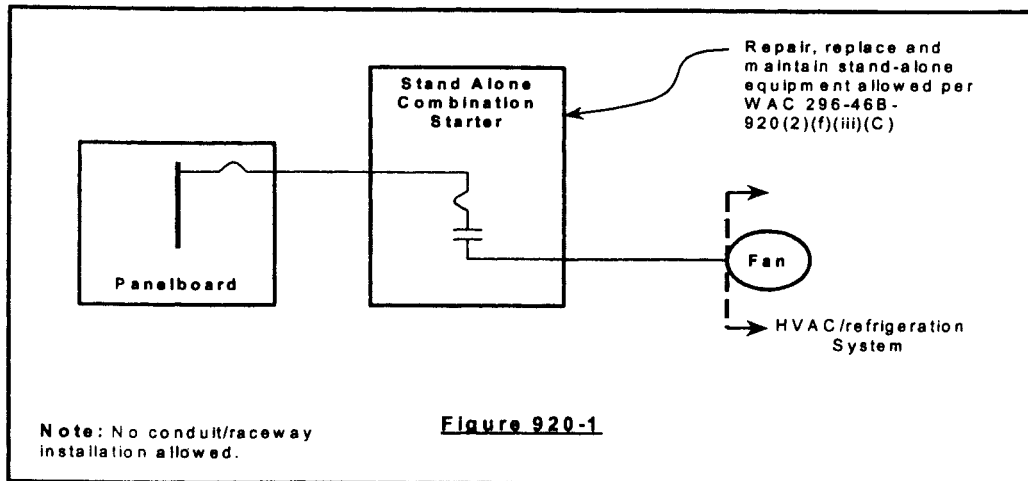 Repair, replace and
maintain stand-alone
equipment allowed per
WAC 296-46B-
920(2)(f)(iii)(C)
Stand Alone
Combination
Starter
Panelboard
Fan
HVAC/refrigeration
System
Note: No conduit/raceway
installation allowed.
Figure 920-1